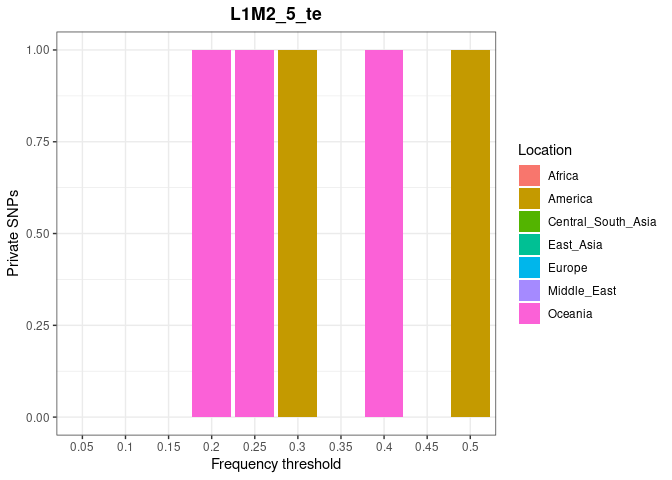 L1M2_5_te
1.00
0.75
0.50
0.25
0.00
Private SNPs
0.05 0.1 0.15 0.2 0.25 0.3 0.35 0.4 0.45 0.5
Frequency threshold
Location
Africa
America
Central_South_Asia
East_Asia
Europe
Middle_East
Oceania